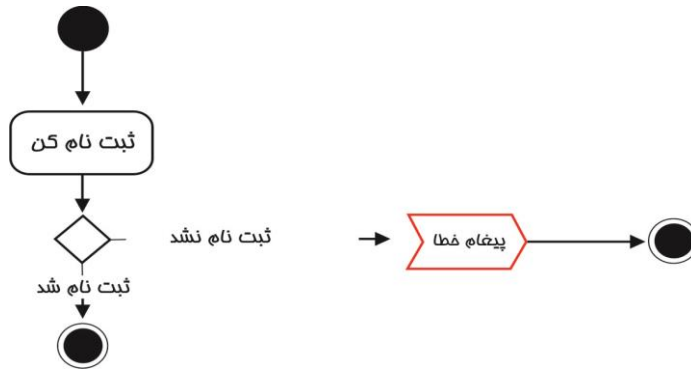 ثبت نام کن
ثبت نام نشد
پیغام خطا
ثبت نام شد